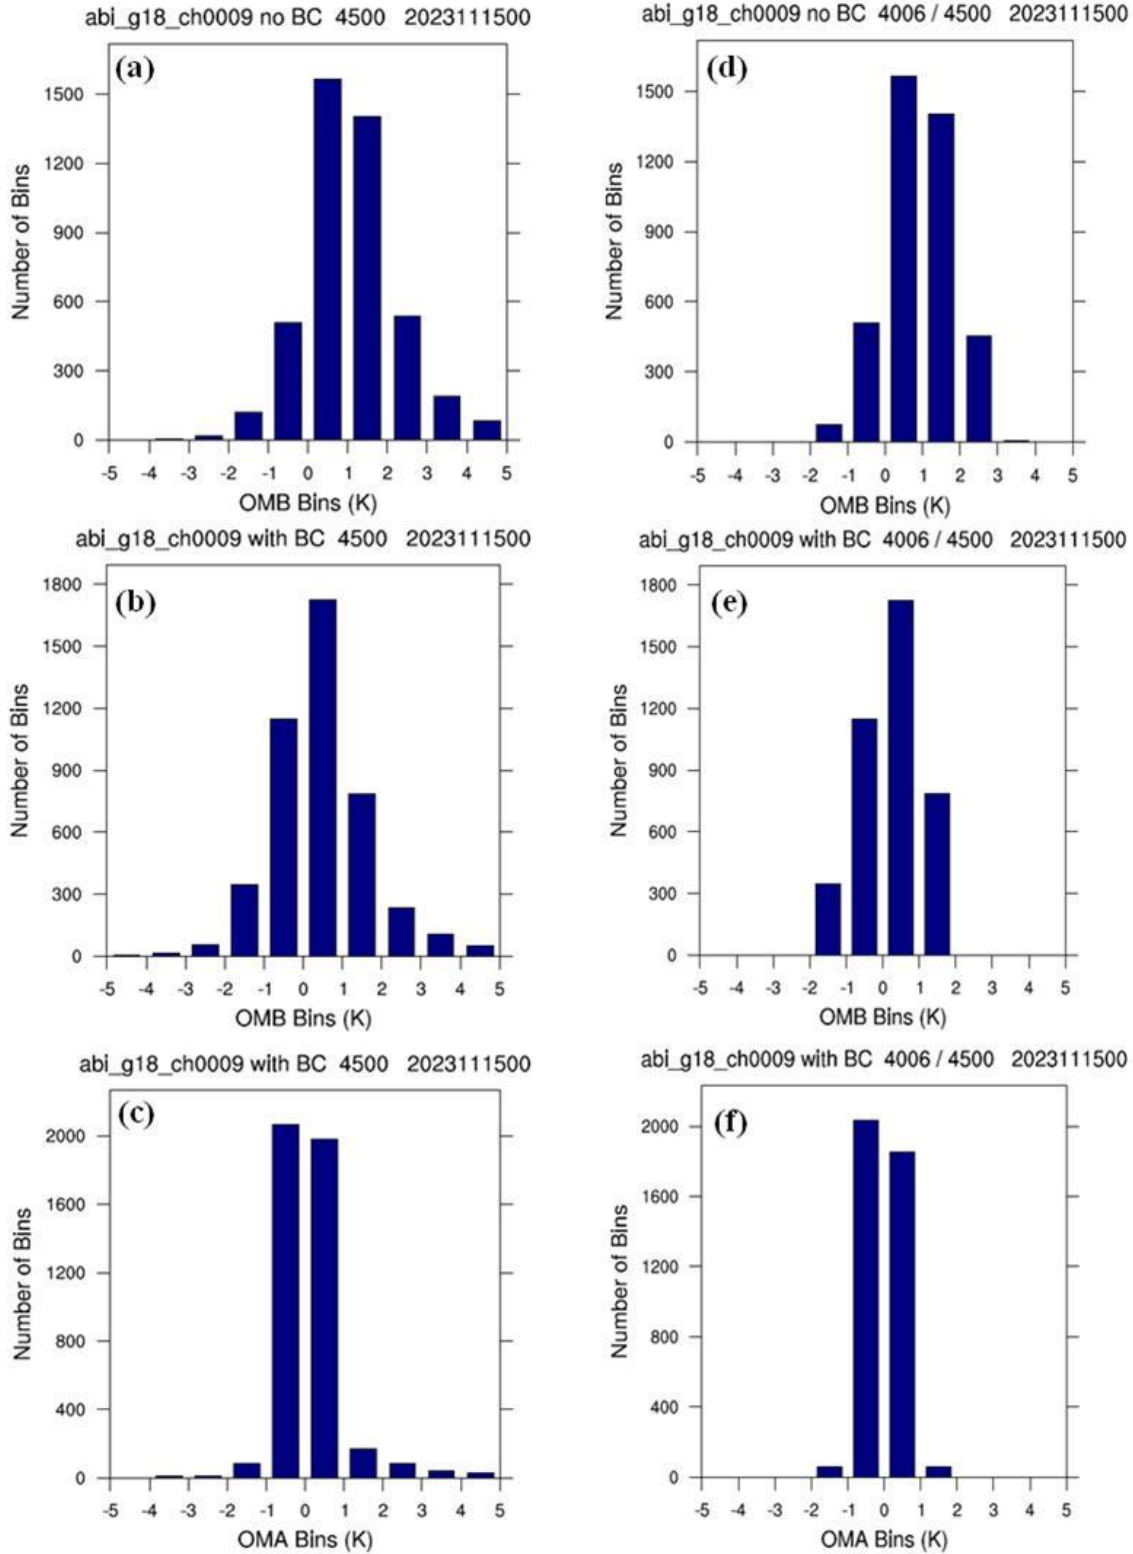 abi_g18_ch0009 no BC 4500 2023111500
(a)
Number of Bins
1500
1200
900
600
300
0
-5 -4 -3 -2 -1 0 1 2 3 4 5
OMB Bins (K)
abi_g18_ch0009 no BC 4006 / 4500 2023111500
(d)
Number of Bins
1500
1200
900
600
300
0
-5 -4 -3 -2 -1 0 1 2 3 4 5
OMB Bins (K)
abi_g18_ch0009 with BC 4500 2023111500
(b)
Number of Bins
1800
1500
1200
900
600
300
0
-5 -4 -3 -2 -1 0 1 2 3 4 5
OMB Bins (K)
abi_g18_ch0009 with BC 4006 / 4500 2023111500
(e)
Number of Bins
1800
1500
1200
900
600
300
0
-5 -4 -3 -2 -1 0 1 2 3 4 5
OMB Bins (K)
abi_g18_ch0009 with BC 4500 2023111500
(c)
Number of Bins
2000
1600
1200
800
400
0
-5 -4 -3 -2 -1 0 1 2 3 4 5
OMA Bins (K)
abi_g18_ch0009 with BC 4006 / 4500 2023111500
(f)
Number of Bins
2000
1600
1200
800
400
0
-5 -4 -3 -2 -1 0 1 2 3 4 5
OMA Bins (K)